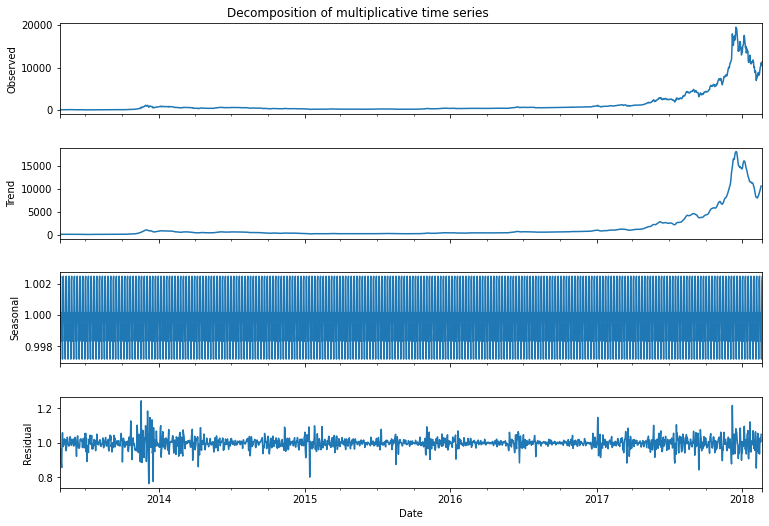 Decomposition of multiplicative time series
20000
10000
0
Observed
15000
10000
5000
0
Trend
1.002
1.000
0.998
Seasonal
1.2
1.0
0.8
Residual
2014 2015 2016 2017 2018
Date